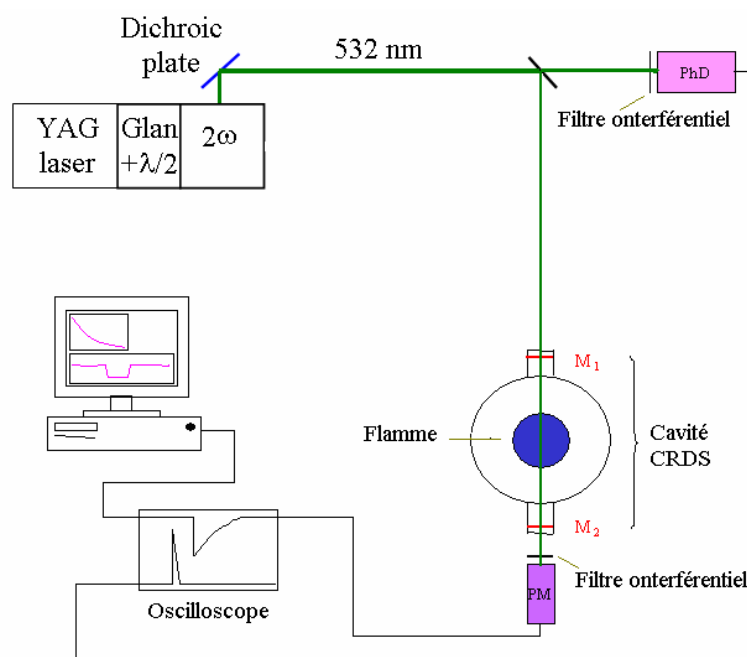 Dichroic
plate
532 nm
PhD
Filtre onterférentiel
YAG
laser
Glan
+λ/2
2ω
M₁
Flamme
Cavité
CRDS
M₂
Filtre onterférentiel
PM
Oscilloscope